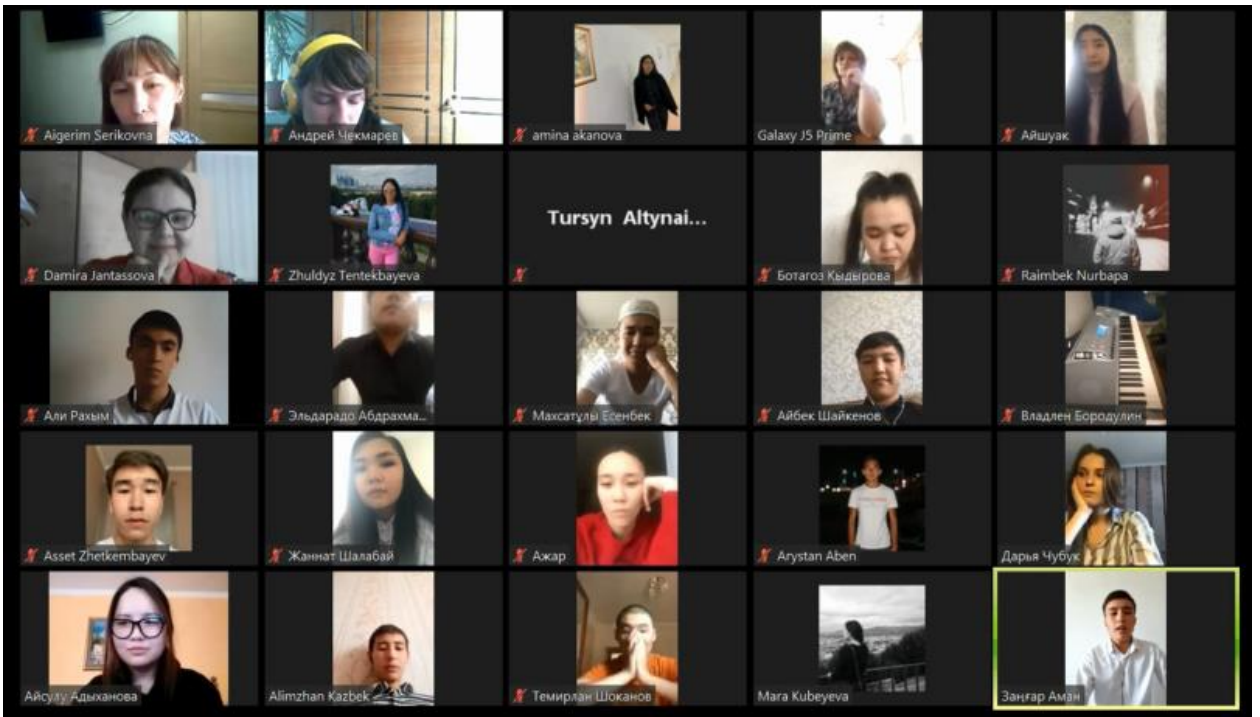 Aigerim Serikovna
Андрей Чекмарев
amina akanova
Galaxy J5 Prime
Айшуак
Damira Jantassova
Zhuldyz Tentekbayeva
Tursyn Altynai...
Ботагоз Кыдырова
Raimbek Nurbapa
Али Рахым
Эльдарадо Абдрахма...
Махсатұлы Есенбек
Айбек Шайкенов
Владлен Бородулин
Asset Zhetkembayev
Жаннат Шалабай
Ажар
Arystan Aben
Дарья Чубук
Айсулу Адыханова
Alimzhan Kazbek
Темирлан Шоканов
Mara Kubeyeva
Заңғар Аман